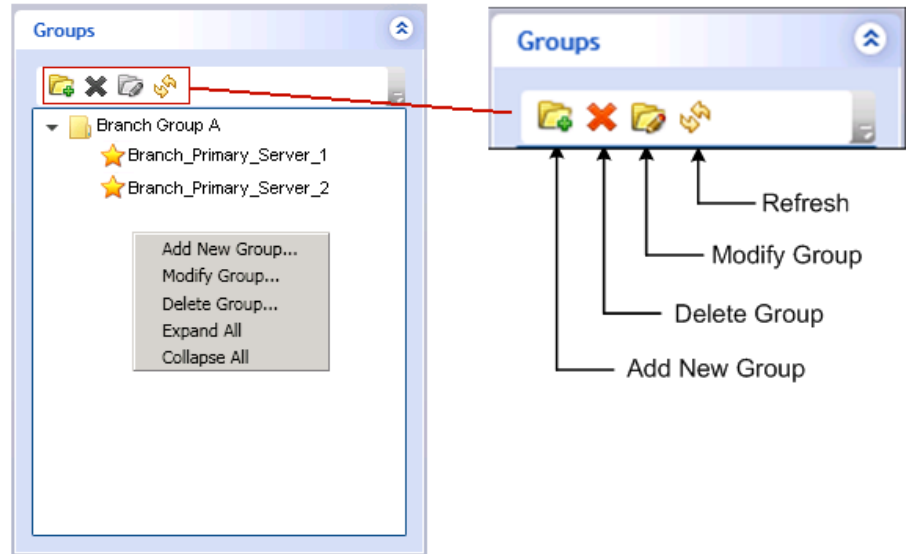 Groups
Branch Group A
Branch_Primary_Server_1
Branch_Primary_Server_2
Add New Group...
Modify Group...
Delete Group...
Expand All
Collapse All
Groups
Refresh
Modify Group
Delete Group
Add New Group